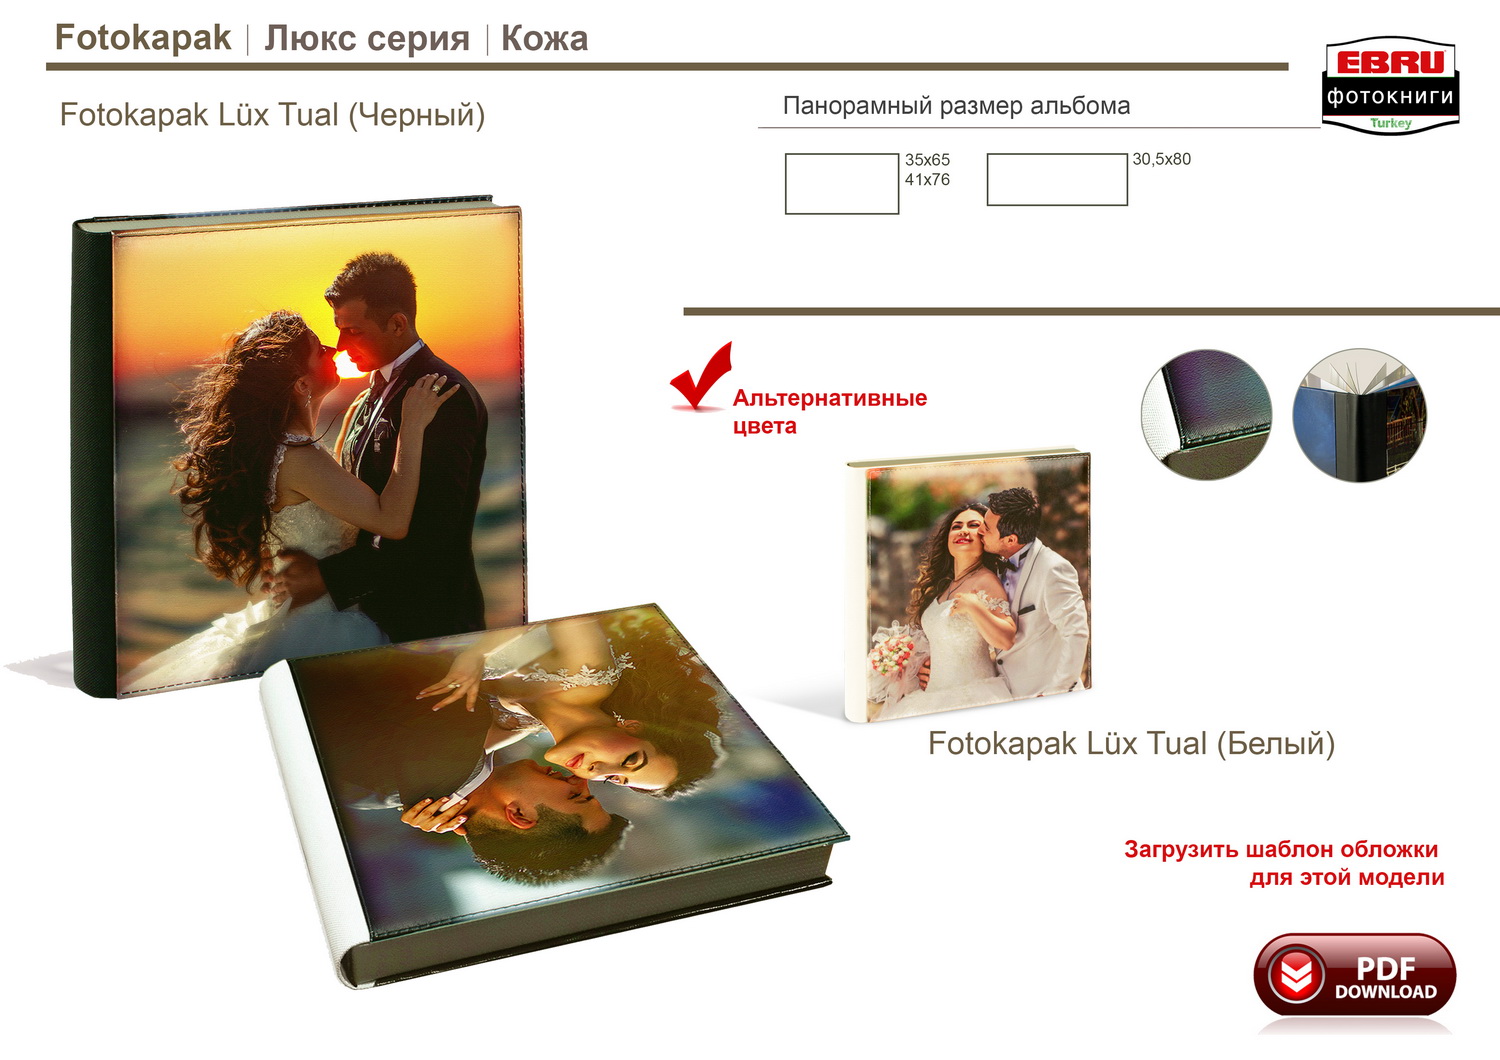 Fotokapak | Люкс серия | Кожа
EBRU
фотокниги
Turkey
Fotokapak Lüx Tual (Черный)
Панорамный размер альбома
35x65
41x76
30,5x80
Альтернативные
цвета
Fotokapak Lüx Tual (Белый)
Загрузить шаблон обложки
для этой модели
PDF
DOWNLOAD